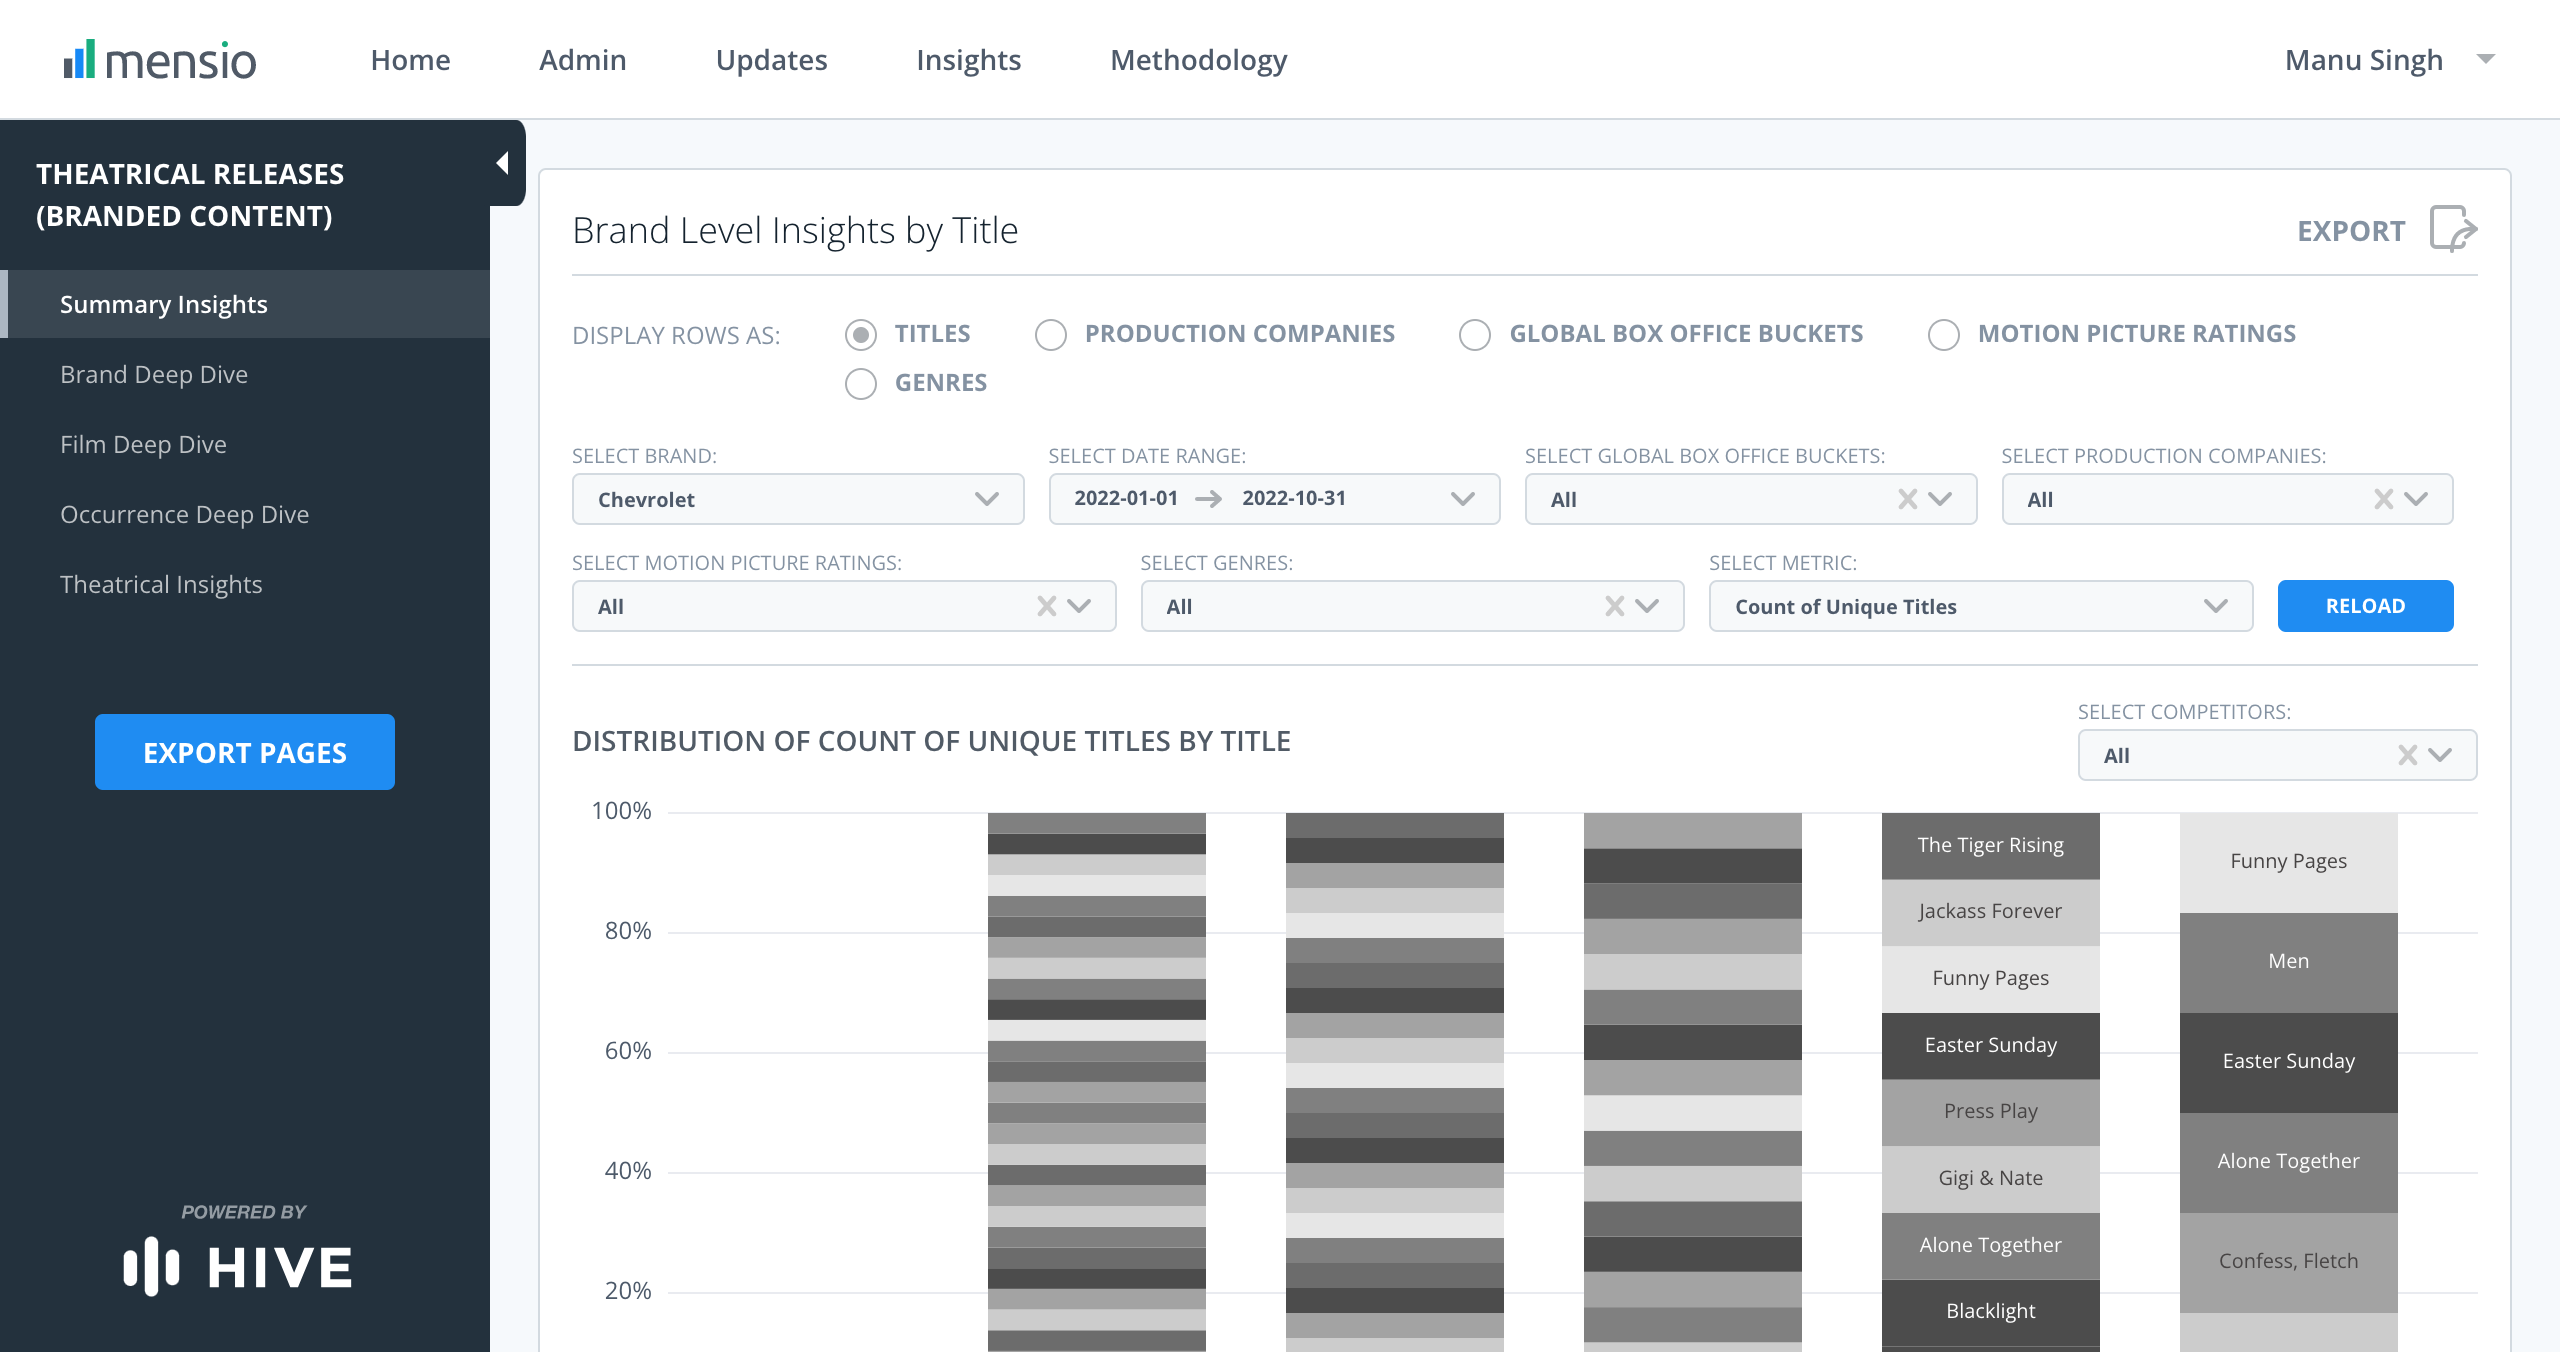 mensio
Home
Admin
Updates
Insights
Methodology
Manu Singh
THEATRICAL RELEASES
(BRANDED CONTENT)
Summary Insights
Brand Deep Dive
Film Deep Dive
Occurrence Deep Dive
Theatrical Insights
EXPORT PAGES
POWERED BY
HIVE
Brand Level Insights by Title
EXPORT
DISPLAY ROWS AS:
TITLES
PRODUCTION COMPANIES
GLOBAL BOX OFFICE BUCKETS
MOTION PICTURE RATINGS
GENRES
SELECT BRAND:
Chevrolet
SELECT DATE RANGE:
2022-01-01 → 2022-10-31
SELECT GLOBAL BOX OFFICE BUCKETS:
All
SELECT PRODUCTION COMPANIES:
All
SELECT MOTION PICTURE RATINGS:
All
SELECT GENRES:
All
SELECT METRIC:
Count of Unique Titles
RELOAD
DISTRIBUTION OF COUNT OF UNIQUE TITLES BY TITLE
SELECT COMPETITORS:
All
100%
80%
60%
40%
20%
The Tiger Rising
Jackass Forever
Funny Pages
Easter Sunday
Press Play
Gigi & Nate
Alone Together
Blacklight
Funny Pages
Men
Easter Sunday
Alone Together
Confess, Fletch